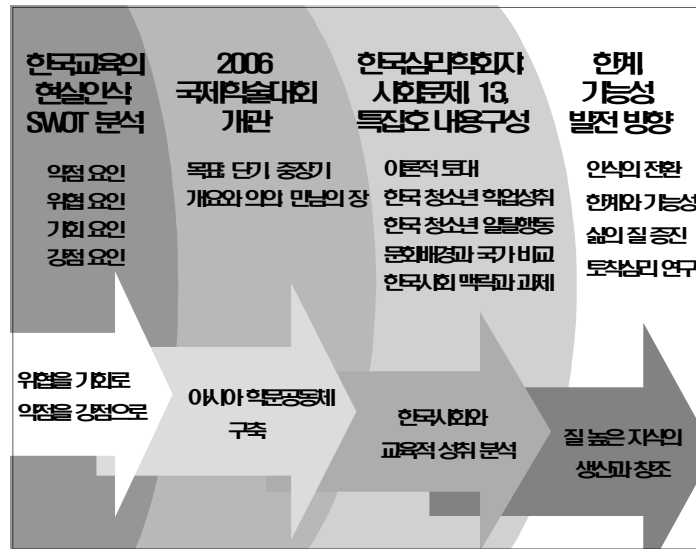 한국교육의
현실인식
SWOT 분석
약점 요인
위협 요인
기회 요인
강점 요인
위협을 기회로
약점을 강점으로
2006
국제학술대회
개관
목표: 단기, 중장기
개요와 의의: 만남의 장
아시아 학문공동체
구축
한국심리학회지:
사회문제, 13,
특집호 내용구성
이론적 토대
한국 청소년 학업성취
한국 청소년 일탈행동
문화배경과 국가 비교
한국사회 맥락과 과제
한국사회와
교육적 성취 분석
한계,
가능성,
발전 방향
인식의 전환
한계와 가능성
삶의 질 증진
토착심리 연구
질 높은 지식의
생산과 창조